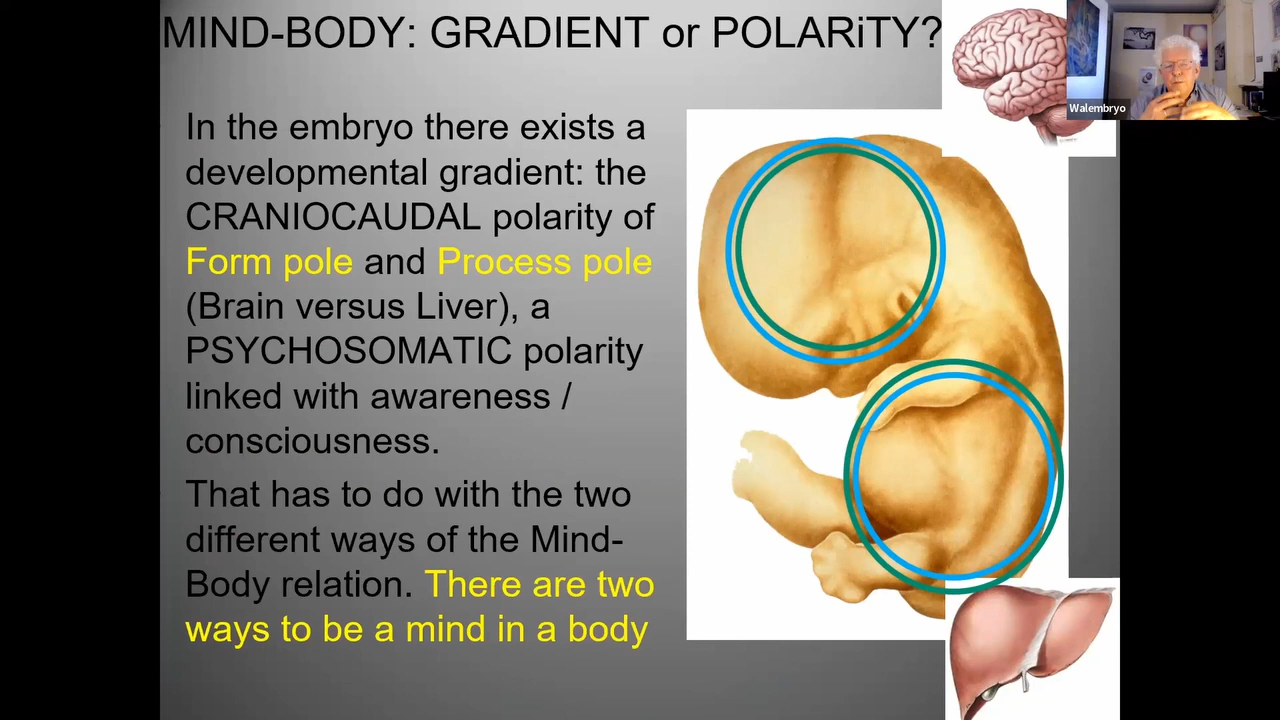 MIND-BODY: GRADIENT or POLARiTY?
Walembryo
In the embryo there exists a
developmental gradient: the
CRANIOCAUDAL polarity of
Form pole and Process pole
(Brain versus Liver), a
PSYCHOSOMATIC polarity
linked with awareness /
consciousness.
That has to do with the two
different ways of the Mind-
Body relation. There are two
ways to be a mind in a body